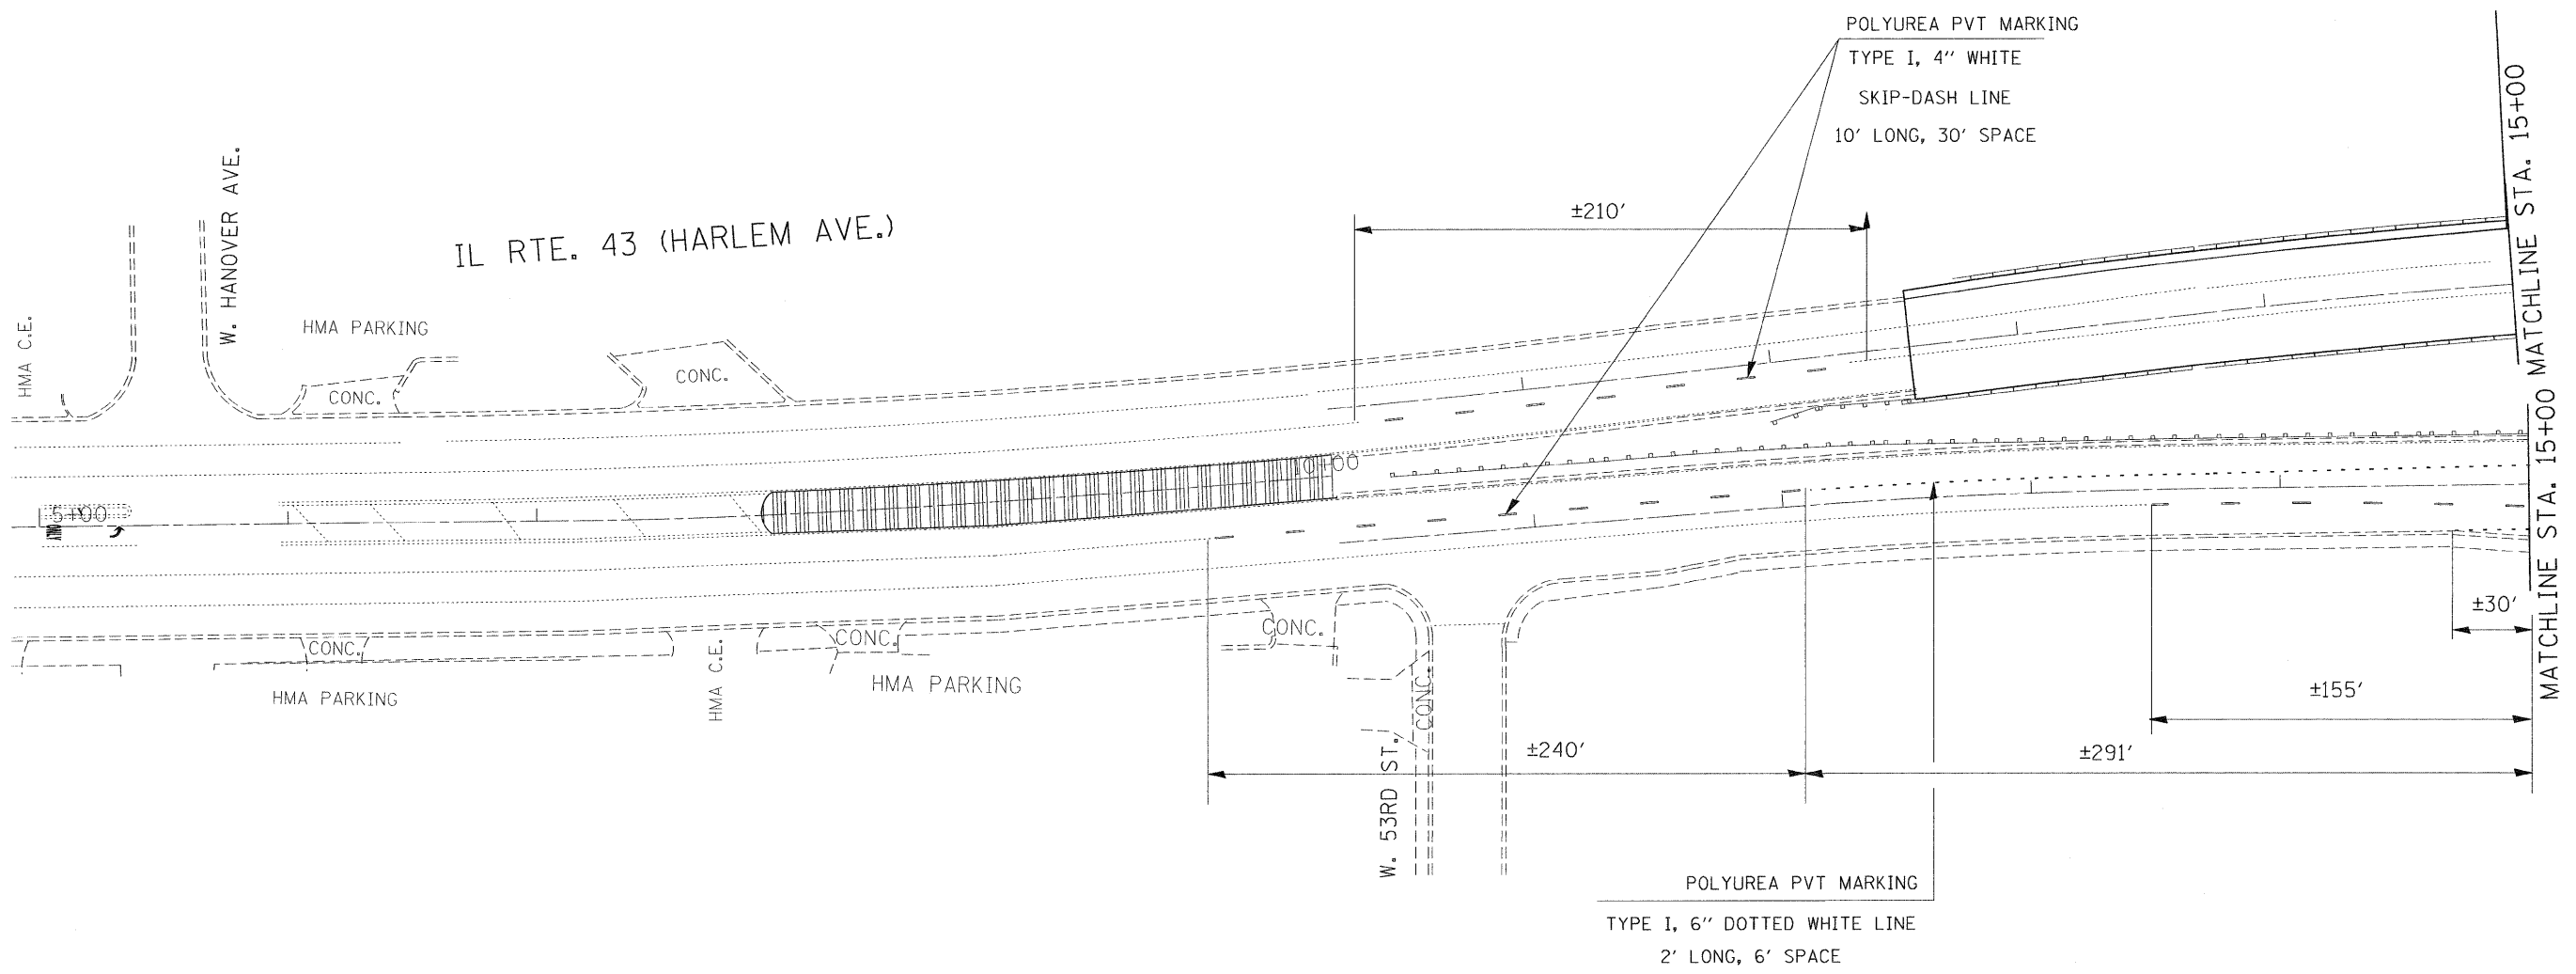 POLYUREA PVT MARKING
TYPE I, 4" WHITE
SKIP-DASH LINE
10' LONG, 30' SPACE
MATCHLINE STA. 15+00
W. HANOVER AVE.
IL RTE. 43 (HARLEM AVE.)
±210'
HMA C.E.
HMA PARKING
CONC.
CONC.
10+00
5+00
MATCHLINE STA. 15+00
±30'
CONC.
CONC.
CONC.
HMA C.E.
HMA PARKING
HMA PARKING
CONC.
±155'
W. 53RD ST.
±240'
±291'
POLYUREA PVT MARKING
TYPE I, 6" DOTTED WHITE LINE
2' LONG, 6' SPACE